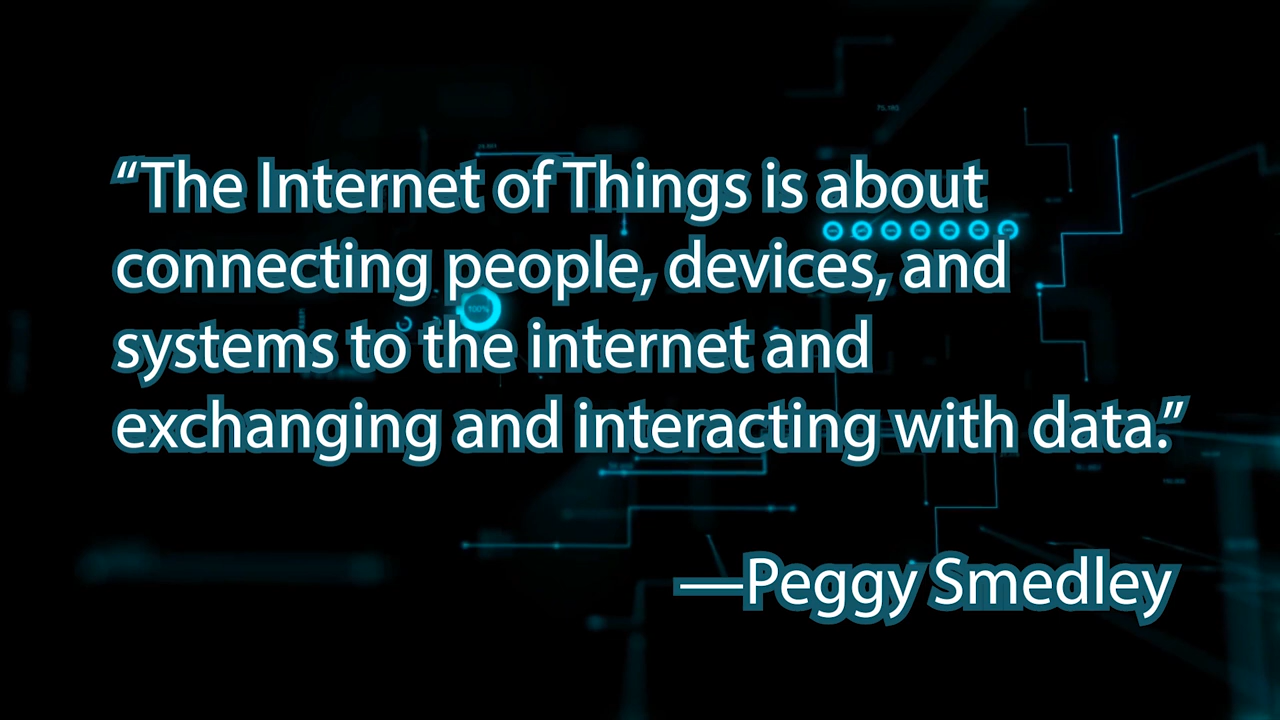 “The Internet of Things is about
connecting people, devices, and
systems to the internet and
exchanging and interacting with data.”
—Peggy Smedley
100%